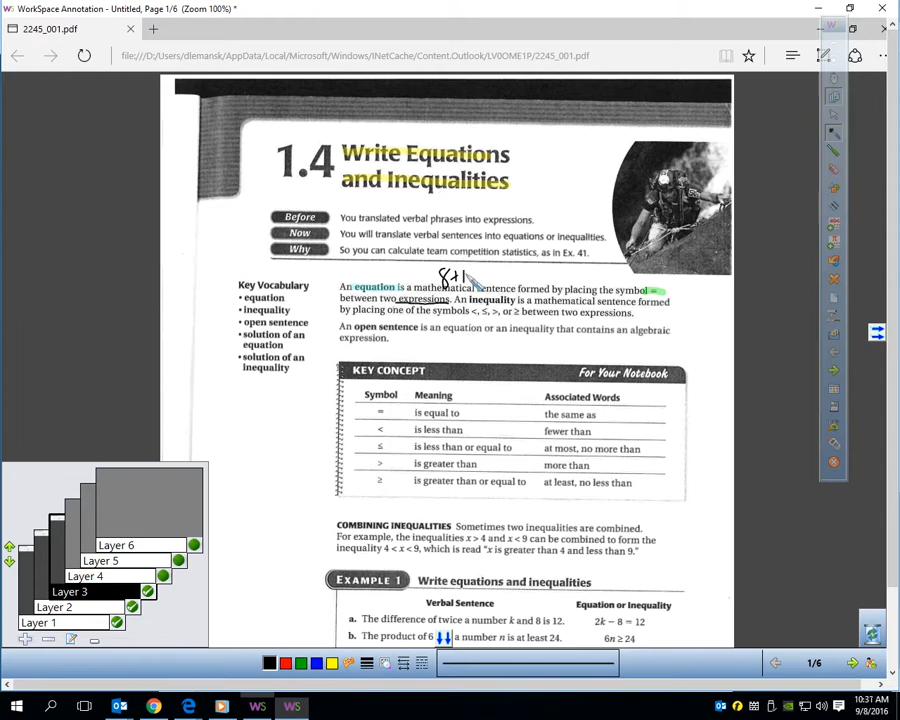 WorkSpace Annotation - Untitled, Page 1/6 (Zoom 100%) *
2245_001.pdf
file:///D:/Users/dlemansk/AppData/Local/Microsoft/Windows/INetCache/Content.Outlook/LV0OME1P/2245_001.pdf
1.4 Write Equations
and Inequalities
Before You translated verbal phrases into expressions.
Now You will translate verbal sentences into equations or inequalities.
Why So you can calculate team competition statistics, as in Ex. 41.
8+1
Key Vocabulary
• equation
• inequality
• open sentence
• solution of an
equation
• solution of an
inequality
An equation is a mathematical sentence formed by placing the symbol =
between two expressions. An inequality is a mathematical sentence formed
by placing one of the symbols <, ≤, >, or ≥ between two expressions.
An open sentence is an equation or an inequality that contains an algebraic
expression.
KEY CONCEPT For Your Notebook
Symbol Meaning Associated Words
= is equal to the same as
< is less than fewer than
≤ is less than or equal to at most, no more than
> is greater than more than
≥ is greater than or equal to at least, no less than
COMBINING INEQUALITIES Sometimes two inequalities are combined.
For example, the inequalities x > 4 and x < 9 can be combined to form the
inequality 4 < x < 9, which is read "x is greater than 4 and less than 9."
EXAMPLE 1 Write equations and inequalities
Verbal Sentence Equation or Inequality
a. The difference of twice a number k and 8 is 12. 2k − 8 = 12
b. The product of 6 a number n is at least 24. 6n ≥ 24
Layer 6
Layer 5
Layer 4
Layer 3
Layer 2
Layer 1
1/6
10:31 AM
9/8/2016